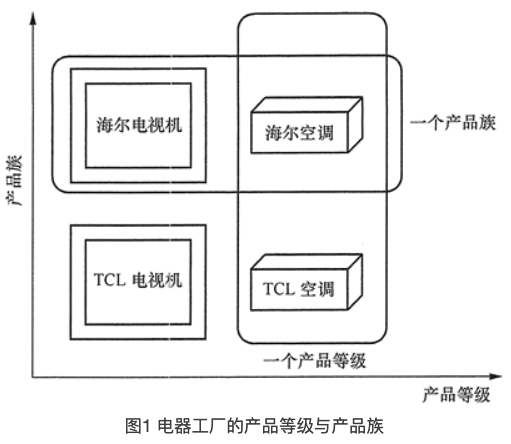 海尔电视机
海尔空调
一个产品族
产品族
TCL 电视机
TCL 空调
一个产品等级
产品等级
图1 电器工厂的产品等级与产品族